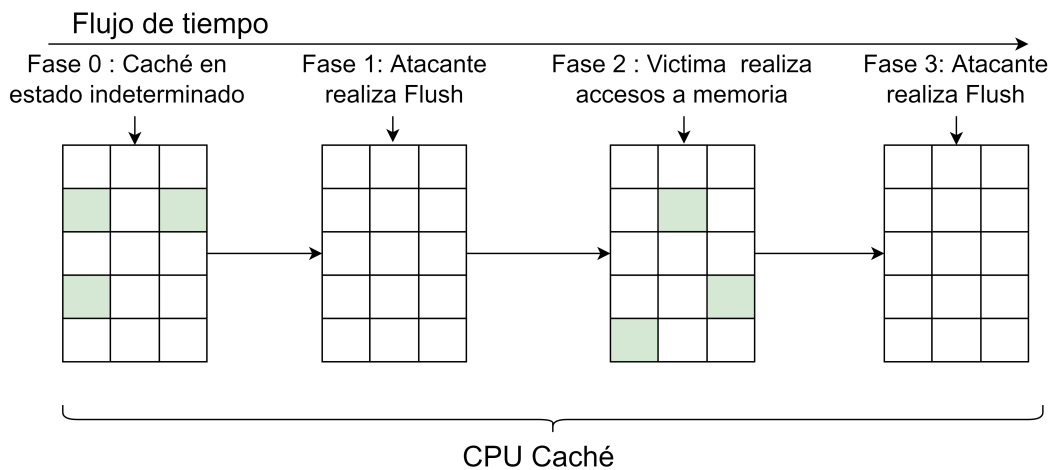 Flujo de tiempo
Fase 0 : Caché en
estado indeterminado
Fase 1: Atacante
realiza Flush
Fase 2 : Victima realiza
accesos a memoria
Fase 3: Atacante
realiza Flush
CPU Caché